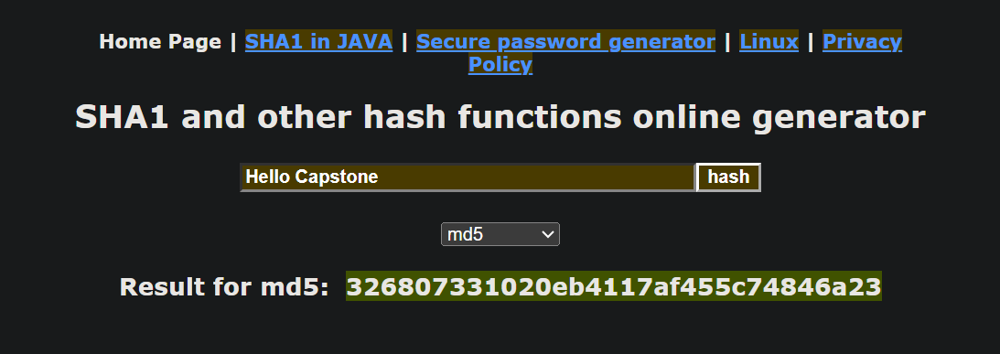 Home Page | SHA1 in JAVA | Secure password generator | Linux | Privacy
Policy
SHA1 and other hash functions online generator
Hello Capstone hash
md5
Result for md5: 326807331020eb4117af455c74846a23